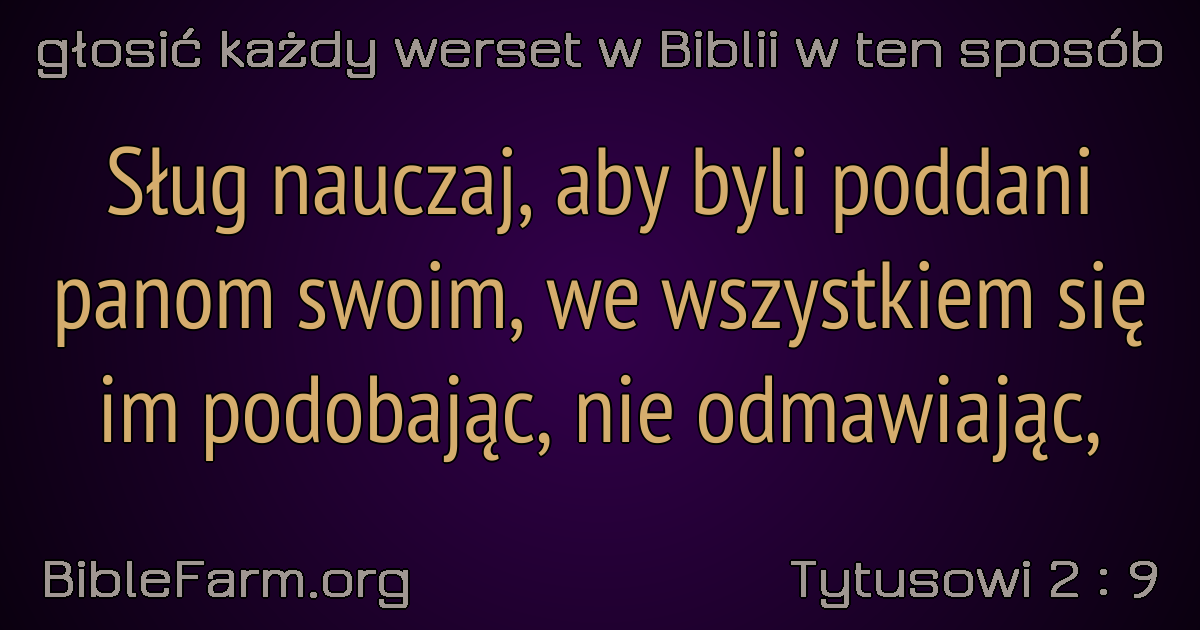 głosić każdy werset w Biblii w ten sposób
Sług nauczaj, aby byli poddani
panom swoim, we wszystkiem się
im podobając, nie odmawiając,
BibleFarm.org
Tytusowi 2 : 9